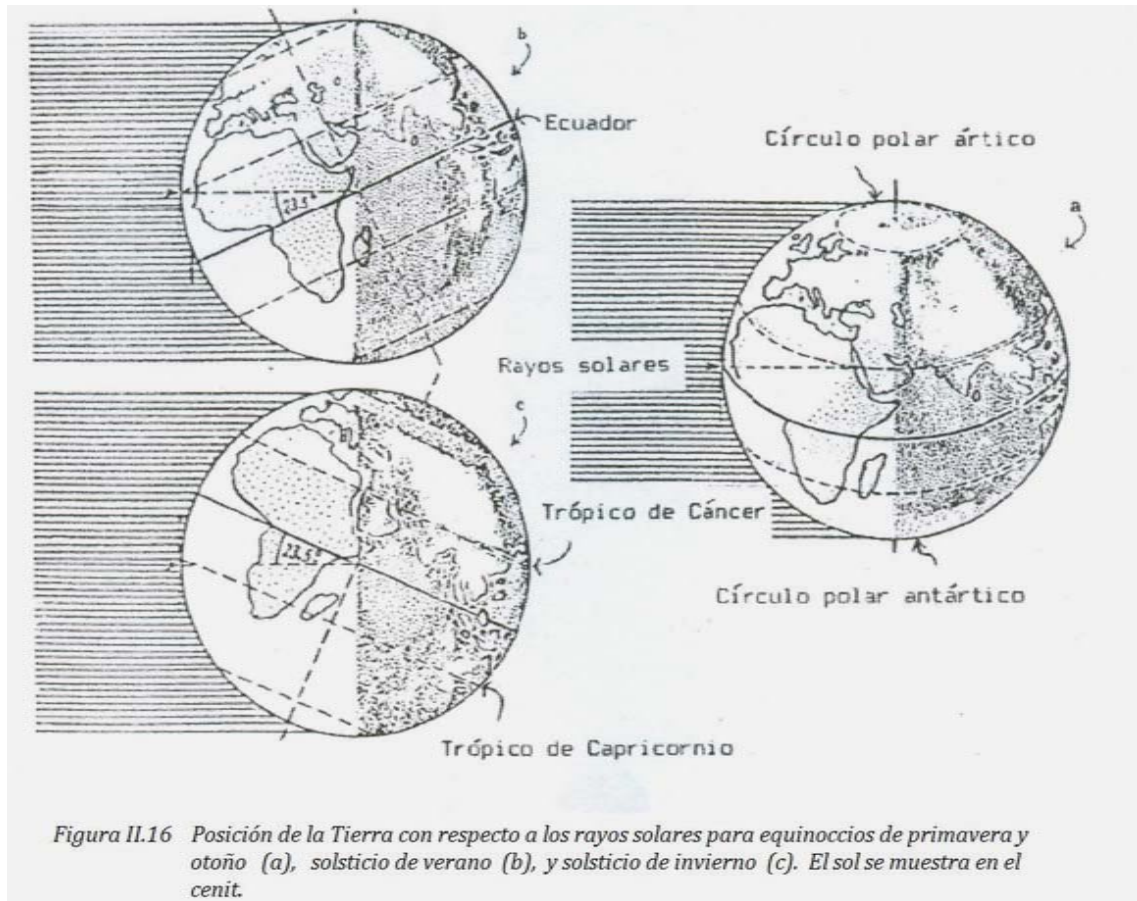 b
Ecuador
Círculo polar ártico
a
23.5°
Rayos solares
c
Trópico de Cáncer
23.5°
Círculo polar antártico
Trópico de Capricornio
Figura II.16 Posición de la Tierra con respecto a los rayos solares para equinoccios de primavera y
otoño (a), solsticio de verano (b), y solsticio de invierno (c). El sol se muestra en el
cenit.